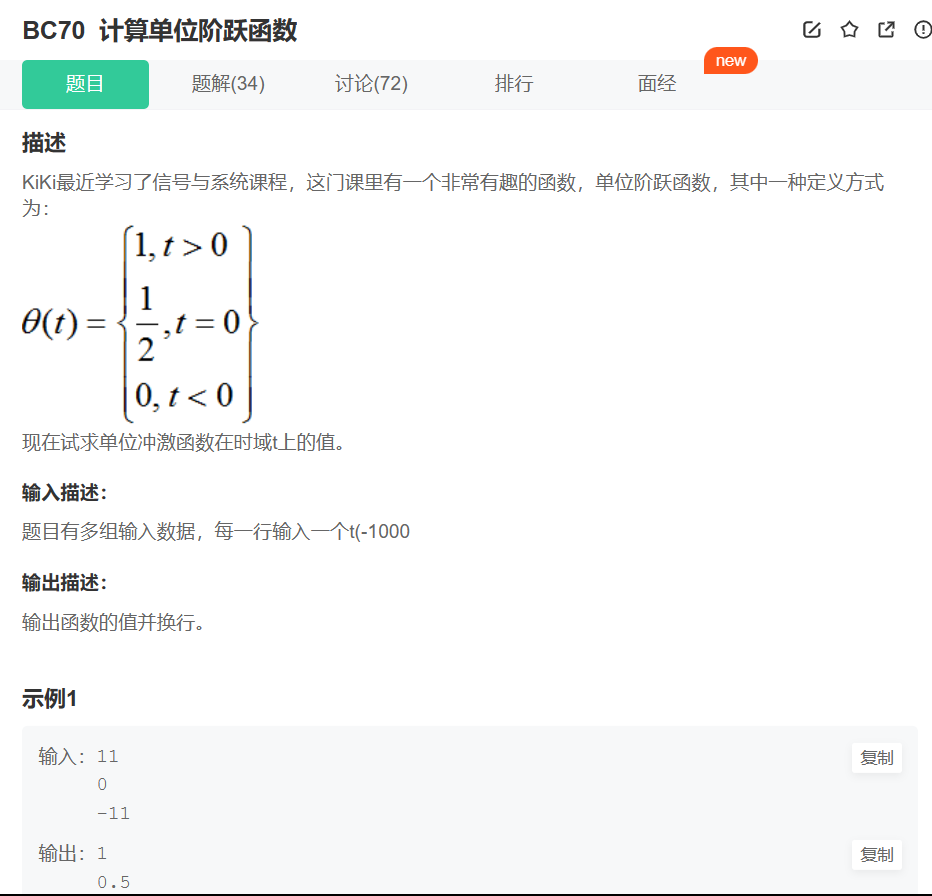 BC70 计算单位阶跃函数
题目 题解(34) 讨论(72) 排行 面经 new
描述
KiKi最近学习了信号与系统课程，这门课里有一个非常有趣的函数，单位阶跃函数，其中一种定义方式
为：
θ(t) = { 1, t > 0
1/2, t = 0
0, t < 0 }
现在试求单位冲激函数在时域t上的值。
输入描述：
题目有多组输入数据，每一行输入一个t(-1000
输出描述：
输出函数的值并换行。
示例1
输入：11 复制
0
-11
输出：1 复制
0.5